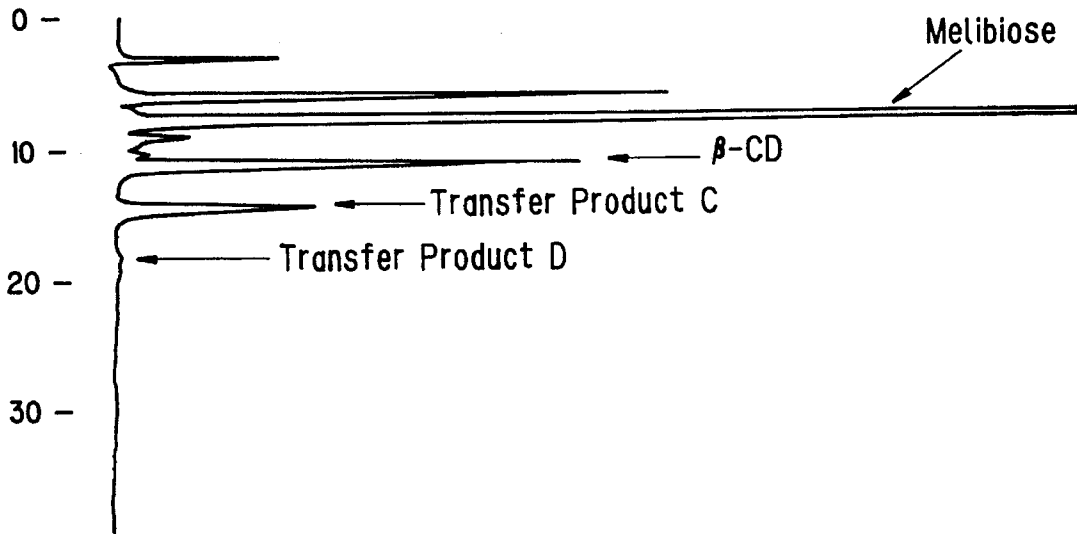 0 -
Melibiose
10 -
β-CD
Transfer Product C
Transfer Product D
20 -
30 -